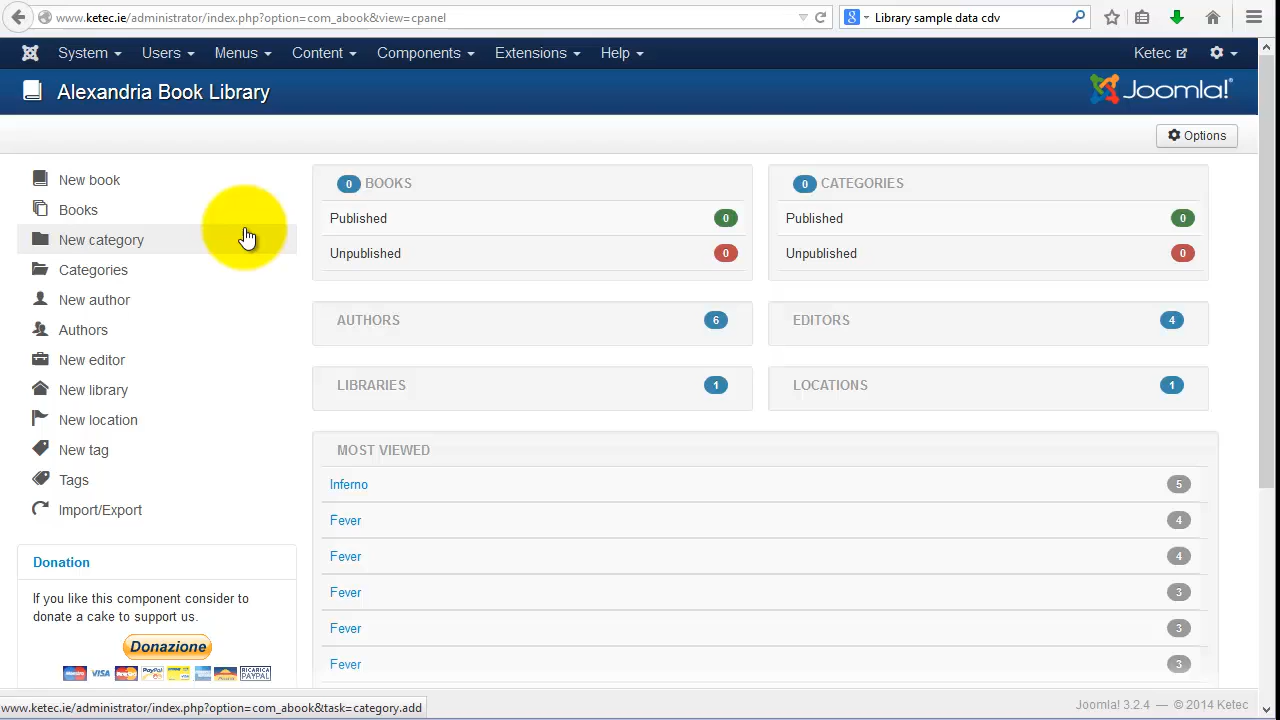 www.ketec.ie/administrator/index.php?option=com_abook&view=cpanel
Library sample data cdv
System Users Menus Content Components Extensions Help Ketec
Alexandria Book Library
Joomla!
Options
New book
Books
New category
Categories
New author
Authors
New editor
New library
New location
New tag
Tags
Import/Export
0 BOOKS
Published 0
Unpublished 0
0 CATEGORIES
Published 0
Unpublished 0
AUTHORS 6
EDITORS 4
LIBRARIES 1
LOCATIONS 1
MOST VIEWED
Inferno 5
Fever 4
Fever 4
Fever 3
Fever 3
Fever 3
Donation
If you like this component consider to
donate a cake to support us.
Donazione
VISA
RICARICA
PAYPAL
www.ketec.ie/administrator/index.php?option=com_abook&task=category.add
Joomla! 3.2.4 — © 2014 Ketec